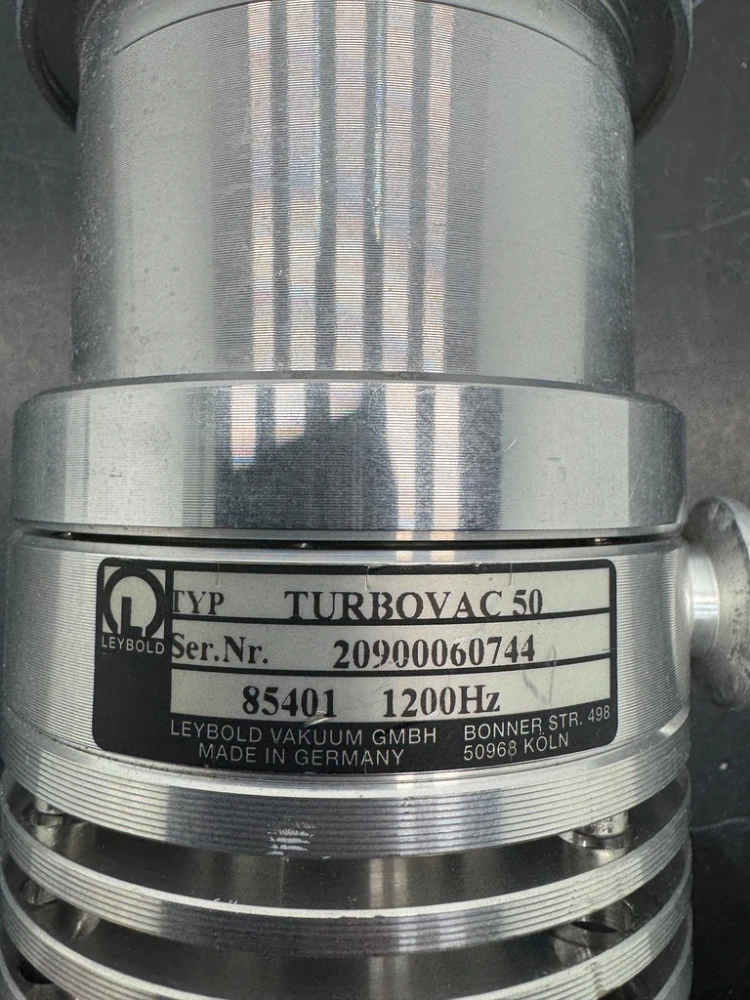 L
LEYBOLD
TYP TURBOVAC 50
Ser.Nr. 20900060744
85401 1200Hz
LEYBOLD VAKUUM GMBH BONNER STR. 498
MADE IN GERMANY 50968 KÖLN